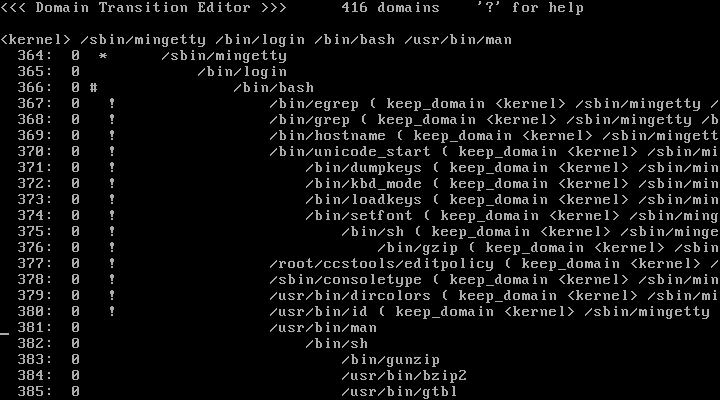 <<< Domain Transition Editor >>>      416 domains    '?' for help
<kernel> /sbin/mingetty /bin/login /bin/bash /usr/bin/man
  364:  0  *      /sbin/mingetty
  365:  0             /bin/login
  366:  0 #               /bin/bash
  367:  0   !                 /bin/egrep ( keep_domain <kernel> /sbin/mingetty /
  368:  0   !                 /bin/grep ( keep_domain <kernel> /sbin/mingetty /b
  369:  0   !                 /bin/hostname ( keep_domain <kernel> /sbin/mingett
  370:  0   !                 /bin/unicode_start ( keep_domain <kernel> /sbin/mi
  371:  0   !                     /bin/dumpkeys ( keep_domain <kernel> /sbin/min
  372:  0   !                     /bin/kbd_mode ( keep_domain <kernel> /sbin/min
  373:  0   !                     /bin/loadkeys ( keep_domain <kernel> /sbin/min
  374:  0   !                     /bin/setfont ( keep_domain <kernel> /sbin/ming
  375:  0   !                         /bin/sh ( keep_domain <kernel> /sbin/minge
  376:  0   !                             /bin/gzip ( keep_domain <kernel> /sbin
  377:  0   !                 /root/ccstools/editpolicy ( keep_domain <kernel> /
  378:  0   !                 /sbin/consoletype ( keep_domain <kernel> /sbin/min
  379:  0   !                 /usr/bin/dircolors ( keep_domain <kernel> /sbin/mi
  380:  0   !                 /usr/bin/id ( keep_domain <kernel> /sbin/mingetty
_ 381:  0                     /usr/bin/man
  382:  0                         /bin/sh
  383:  0                             /bin/gunzip
  384:  0                             /usr/bin/bzip2
  385:  0                             /usr/bin/gtbl